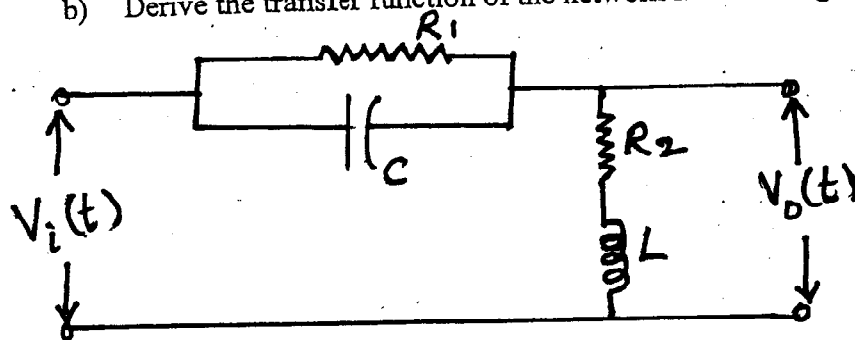 b) Derive the transfer function of the network
R1
C
R2
Vi(t)
Vo(t)
L